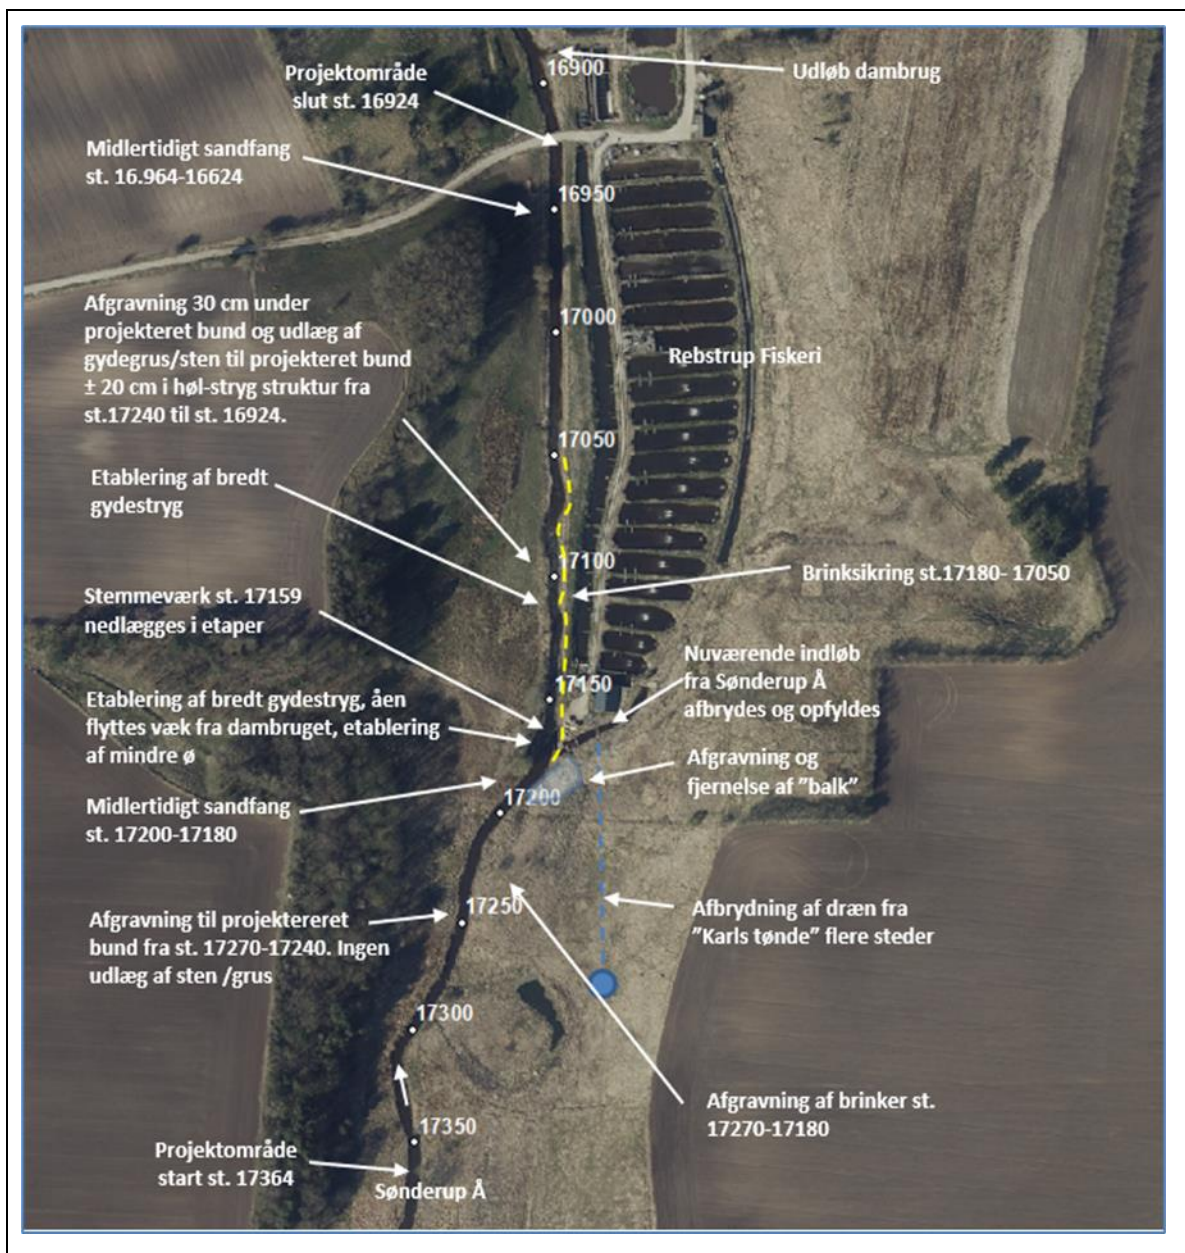 16900
Udløb dambrug
Projektområde
slut st. 16924
Midlertidigt sandfang
st. 16.964-16624
16950
Afgravning 30 cm under
projekteret bund og udlæg af
gydegrus/sten til projekteret bund
± 20 cm i høl-stryg struktur fra
st.17240 til st. 16924.
17000
Rebstrup Fiskeri
17050
Etablering af bredt
gydestryg
17100
Brinksikring st.17180- 17050
Stemmeværk st. 17159
nedlægges i etaper
Nuværende indløb
fra Sønderup Å
afbrydes og opfyldes
17150
Etablering af bredt gydestryg, åen
flyttes væk fra dambruget, etablering
af mindre ø
Afgravning og
fjernelse af ”balk”
Midlertidigt sandfang
st. 17200-17180
17200
Afgravning til projektereret
bund fra st. 17270-17240. Ingen
udlæg af sten /grus
17250
Afbrydning af dræn fra
”Karls tønde” flere steder
17300
Afgravning af brinker st.
17270-17180
17350
Projektområde
start st. 17364
Sønderup Å